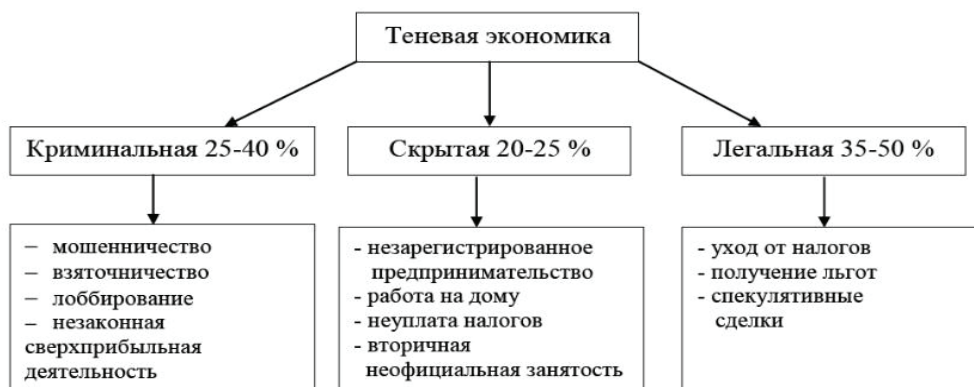 Теневая экономика
Криминальная 25-40 %
Скрытая 20-25 %
Легальная 35-50 %
– мошенничество
– взяточничество
– лоббирование
– незаконная
сверхприбыльная
деятельность
- незарегистрированное
предпринимательство
- работа на дому
- неуплата налогов
- вторичная
неофициальная занятость
- уход от налогов
- получение льгот
- спекулятивные
сделки